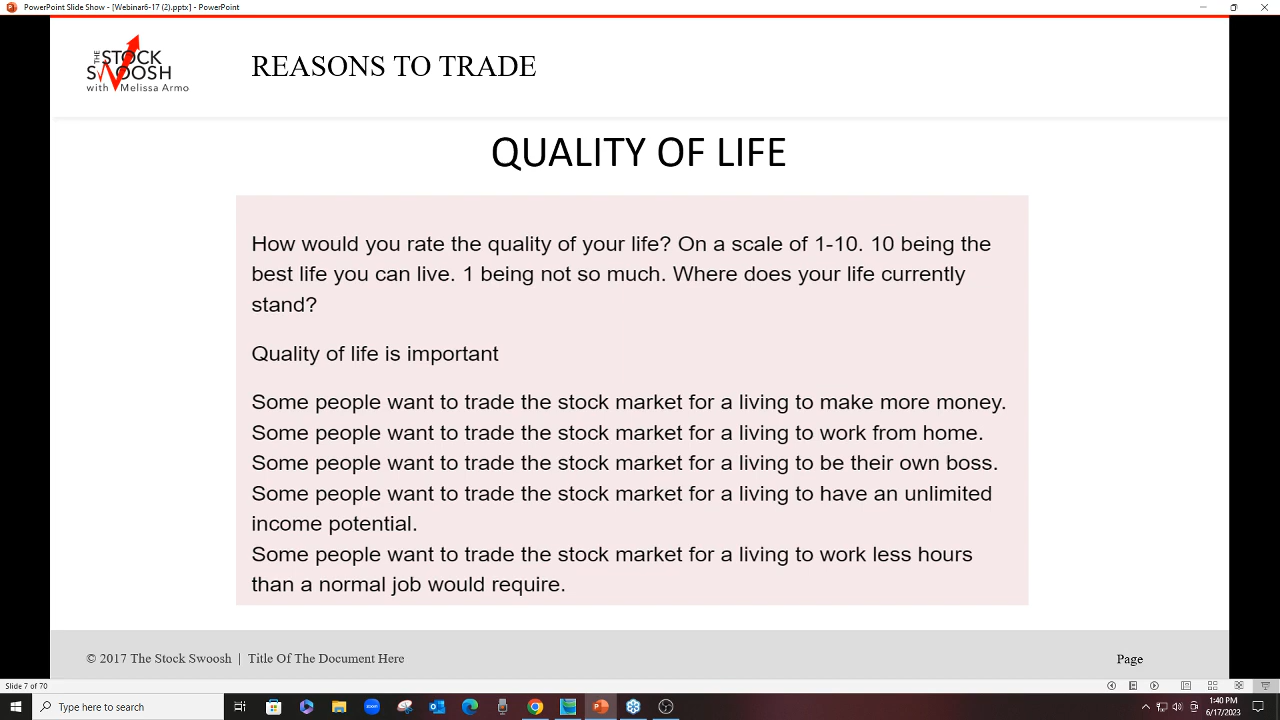 PowerPoint Slide Show - [Webinar6-17 (2).pptx] - PowerPoint
THE STOCK
SWOOSH
with Melissa Armo
REASONS TO TRADE
QUALITY OF LIFE
How would you rate the quality of your life? On a scale of 1-10. 10 being the
best life you can live. 1 being not so much. Where does your life currently
stand?
Quality of life is important
Some people want to trade the stock market for a living to make more money.
Some people want to trade the stock market for a living to work from home.
Some people want to trade the stock market for a living to be their own boss.
Some people want to trade the stock market for a living to have an unlimited
income potential.
Some people want to trade the stock market for a living to work less hours
than a normal job would require.
© 2017 The Stock Swoosh | Title Of The Document Here
Page
Slide 7 of 70
Type here to search
zoom
1:40 PM
6/17/2023